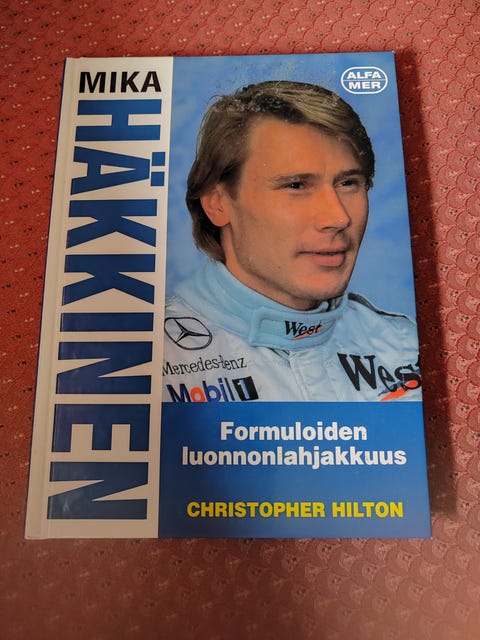 MIKA
HÄKKINEN
ALFA
MER
West
Mercedes-Benz
West
Mobil 1
Formuloiden
luonnonlahjakkuus
CHRISTOPHER HILTON